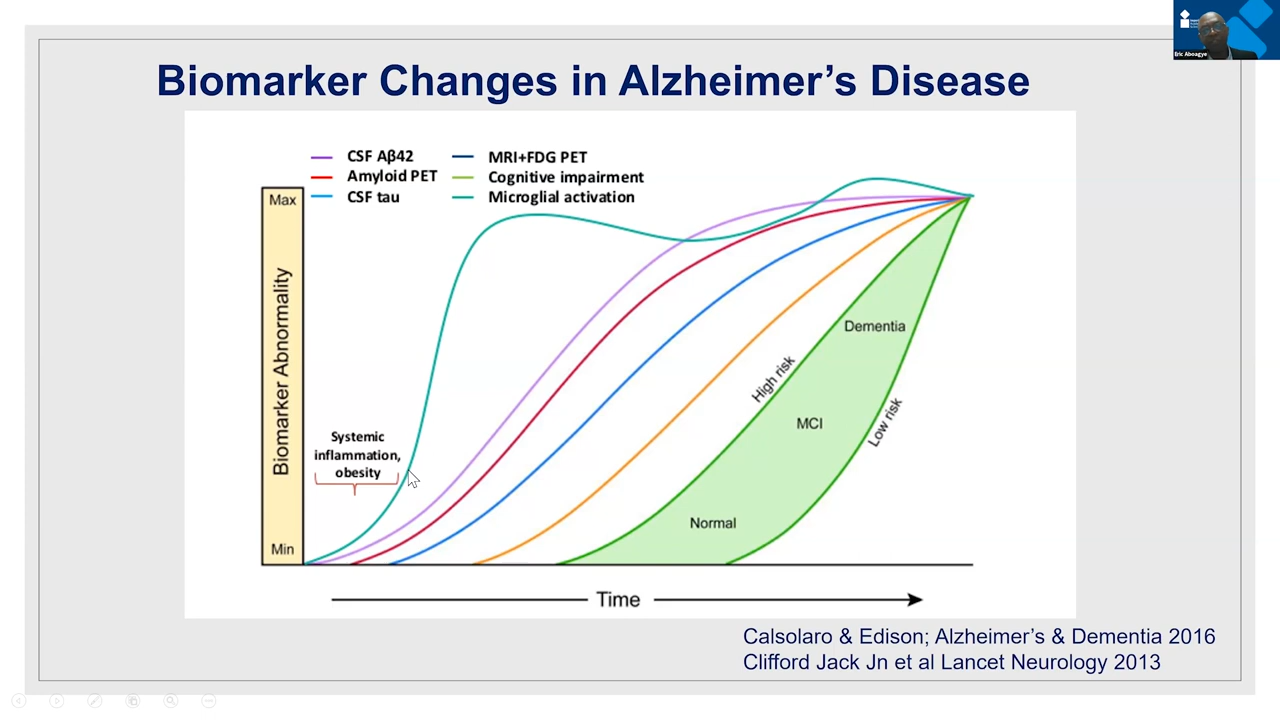 Eric Aboagye
Biomarker Changes in Alzheimer’s Disease
CSF Aβ42
Amyloid PET
CSF tau
MRI+FDG PET
Cognitive impairment
Microglial activation
Max
Biomarker Abnormality
Min
Systemic
inflammation,
obesity
High risk
Low risk
Dementia
MCI
Normal
Time
Calsolaro & Edison; Alzheimer’s & Dementia 2016
Clifford Jack Jn et al Lancet Neurology 2013